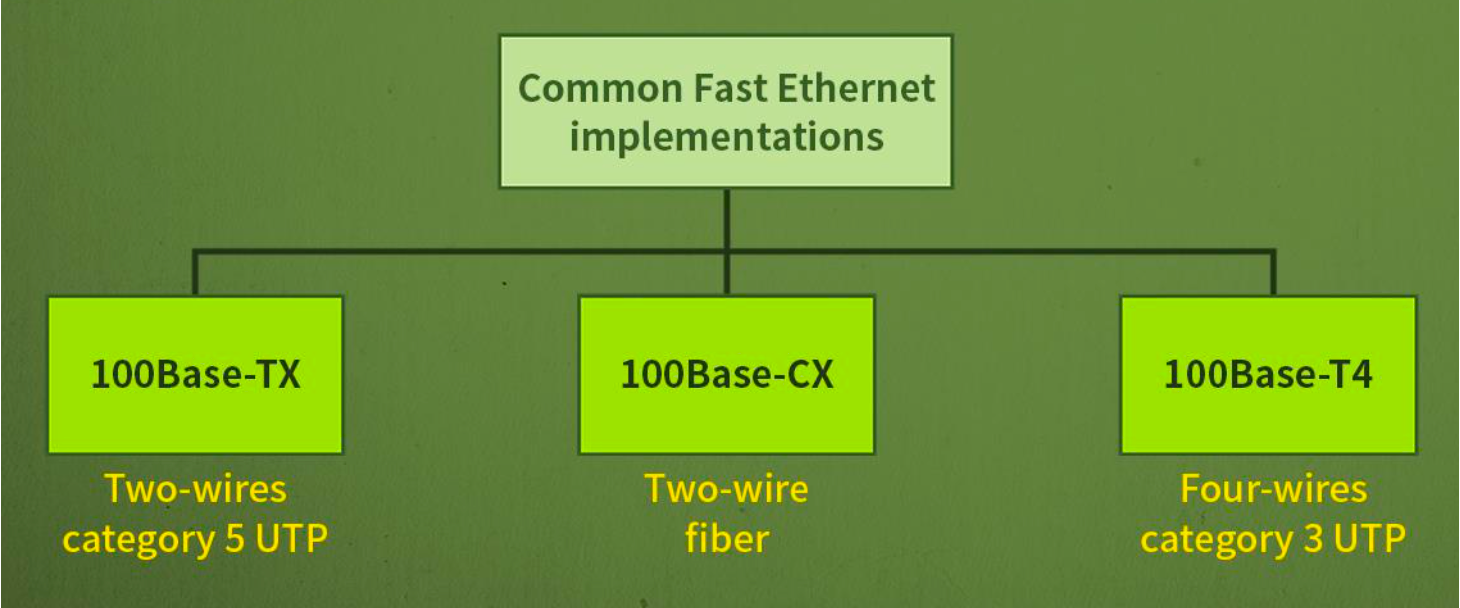 Common Fast Ethernet
implementations
100Base-TX
100Base-CX
100Base-T4
Two-wires
category 5 UTP
Two-wire
fiber
Four-wires
category 3 UTP